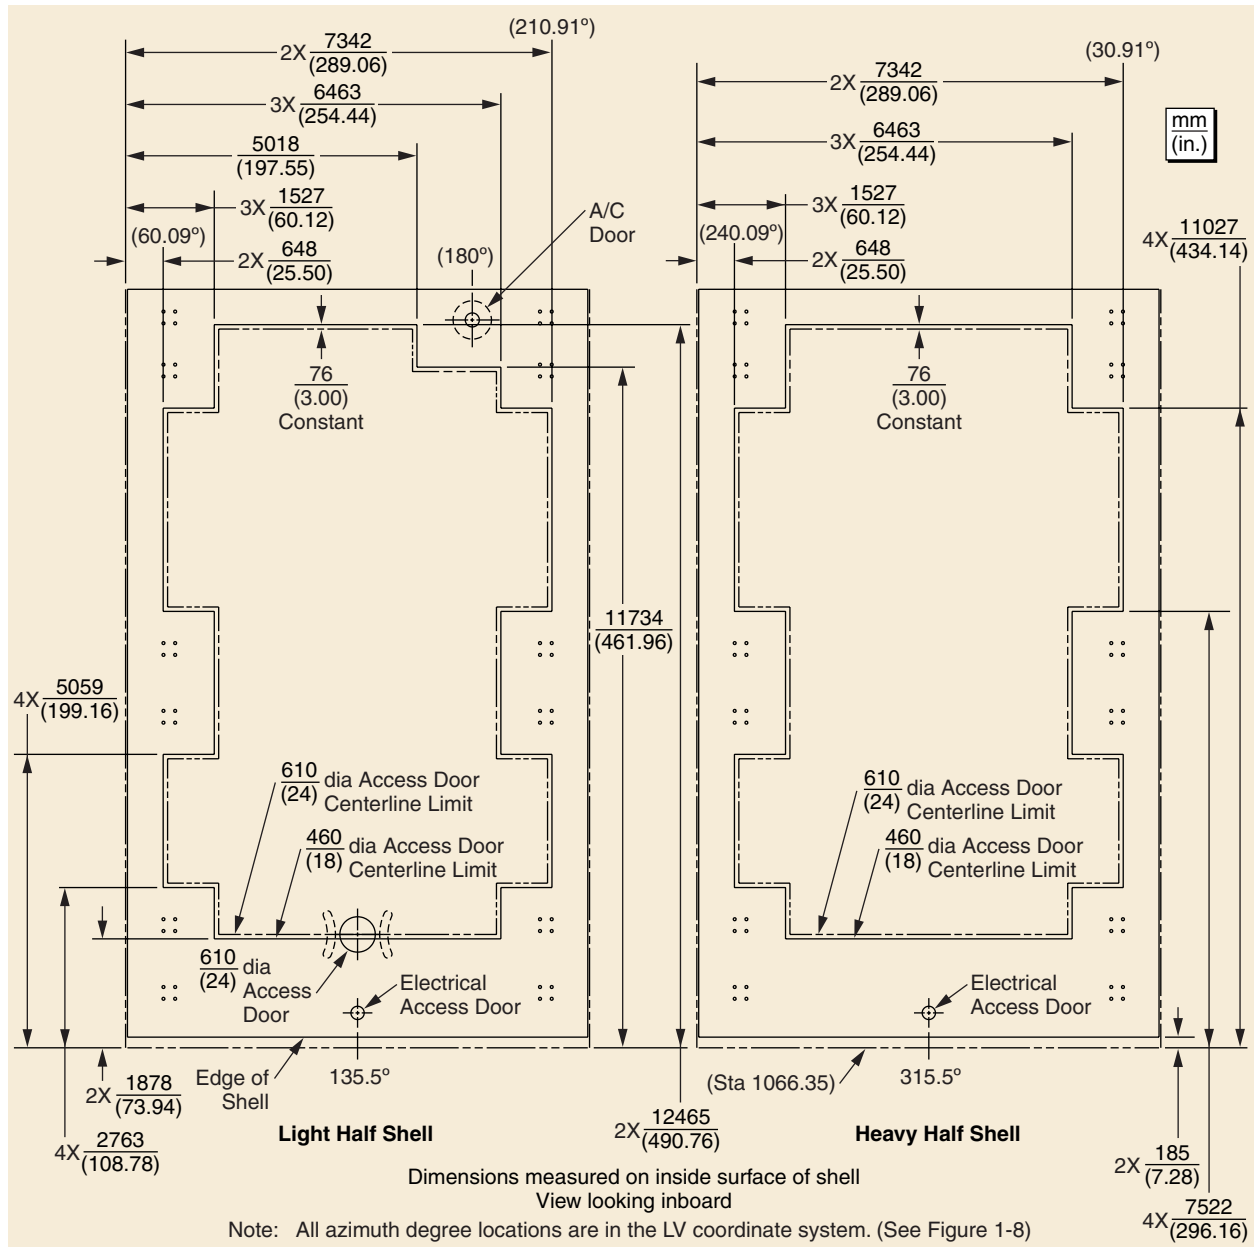 (210.91º)
2X 7342
(289.06)
3X 6463
(254.44)
5018
(197.55)
3X 1527
(60.12)
(60.09º)
2X 648
(25.50)
(180º)
A/C
Door
76
(3.00)
Constant
11734
(461.96)
4X 5059
(199.16)
610
(24) dia Access Door
Centerline Limit
460
(18) dia Access Door
Centerline Limit
610
(24) dia
Access
Door
Electrical
Access Door
Edge of
Shell
135.5º
2X 1878
(73.94)
4X 2763
(108.78)
Light Half Shell
2X 12465
(490.76)
(30.91º)
2X 7342
(289.06)
mm
(in.)
3X 6463
(254.44)
3X 1527
(60.12)
(240.09º)
2X 648
(25.50)
4X 11027
(434.14)
76
(3.00)
Constant
610
(24) dia Access Door
Centerline Limit
460
(18) dia Access Door
Centerline Limit
Electrical
Access Door
(Sta 1066.35)
315.5º
Heavy Half Shell
2X 185
(7.28)
4X 7522
(296.16)
Dimensions measured on inside surface of shell
View looking inboard
Note: All azimuth degree locations are in the LV coordinate system. (See Figure 1-8)